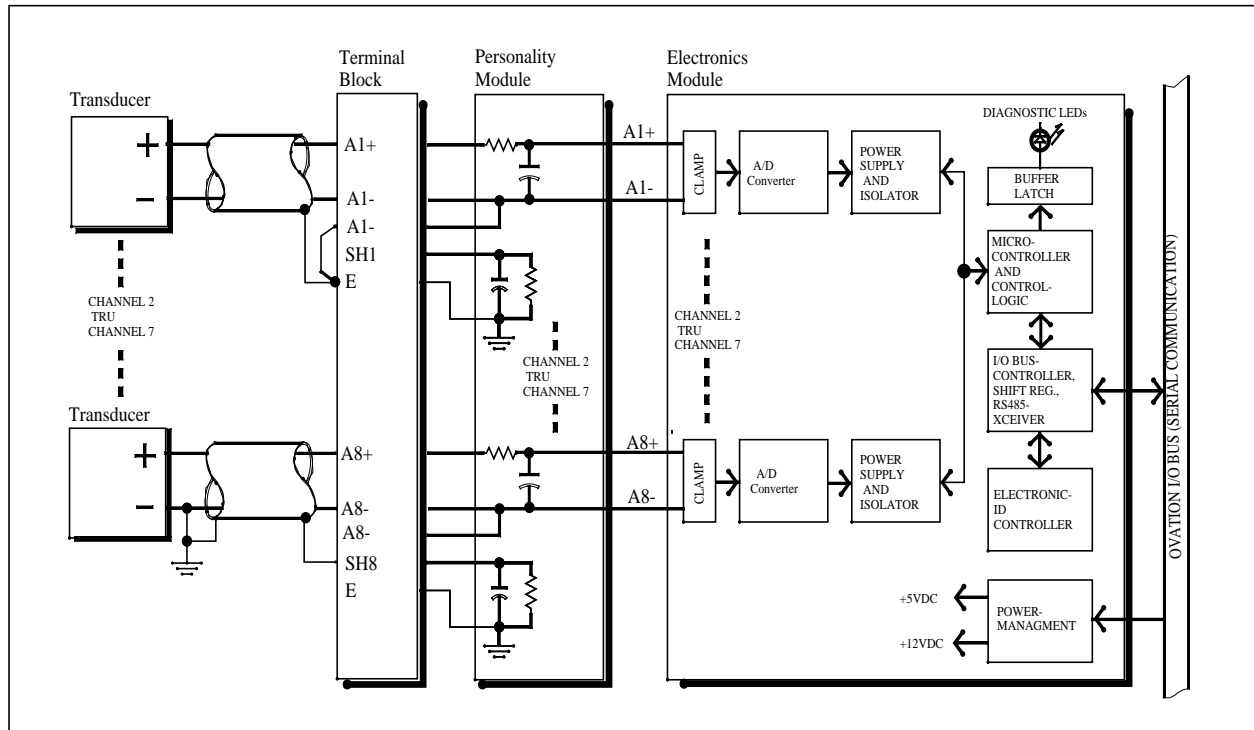 Terminal
Block
Personality
Module
Electronics
Module
Transducer
+
−
CHANNEL 2
TRU
CHANNEL 7
Transducer
+
−
A1+
A1-
A1-
SH1
E
A8+
A8-
A8-
SH8
E
CHANNEL 2
TRU
CHANNEL 7
A1+
A1-
A8+
A8-
CLAMP
A/D
Converter
POWER
SUPPLY
AND
ISOLATOR
CHANNEL 2
TRU
CHANNEL 7
CLAMP
A/D
Converter
POWER
SUPPLY
AND
ISOLATOR
DIAGNOSTIC LEDs
BUFFER
LATCH
MICRO-
CONTROLLER
AND
CONTROL-
LOGIC
I/O BUS-
CONTROLLER,
SHIFT REG.,
RS485-
XCEIVER
ELECTRONIC-
ID
CONTROLLER
+5VDC
+12VDC
POWER-
MANAGMENT
OVATION I/O BUS (SERIAL COMMUNICATION)